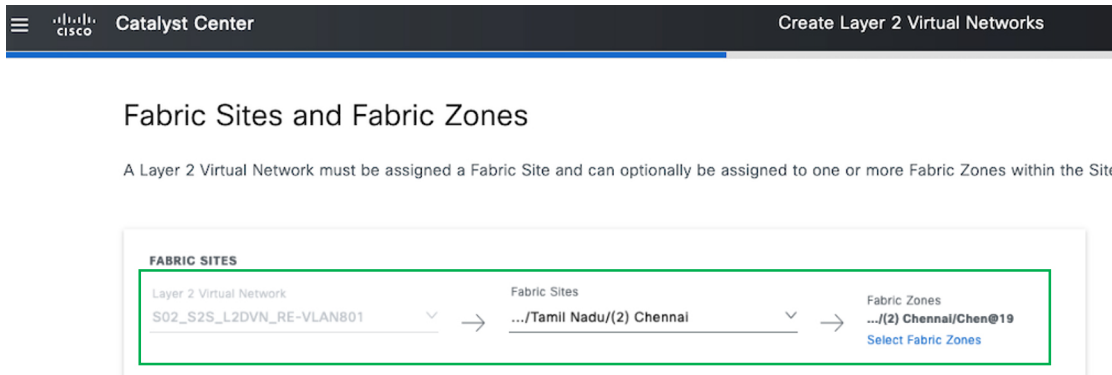 cisco Catalyst Center Create Layer 2 Virtual Networks
Fabric Sites and Fabric Zones
A Layer 2 Virtual Network must be assigned a Fabric Site and can optionally be assigned to one or more Fabric Zones within the Site
FABRIC SITES
Layer 2 Virtual Network
S02_S2S_L2DVN_RE-VLAN801
Fabric Sites
.../Tamil Nadu/(2) Chennai
Fabric Zones
.../(2) Chennai/Chen@19
Select Fabric Zones